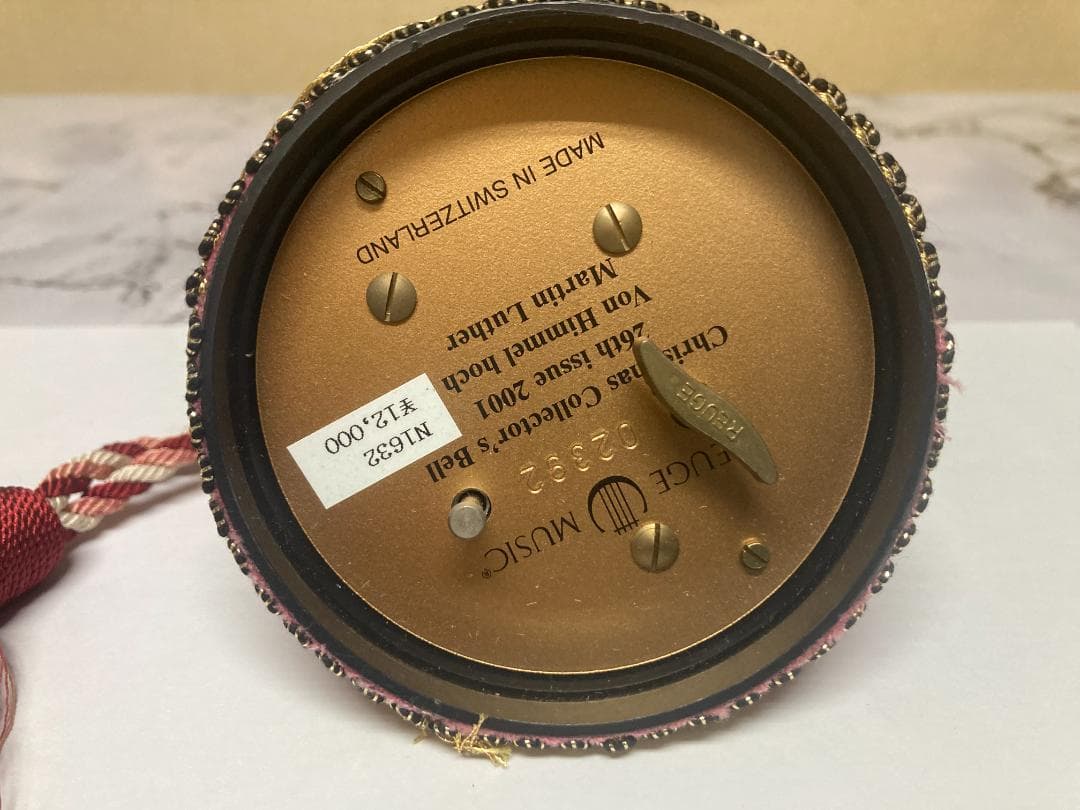 REUGE MUSIC®
02392
Christmas Collector's Bell
26th issue 2001
Von Himmel hoch
Martin Luther
MADE IN SWITZERLAND
N1632
¥12,000
REUGE